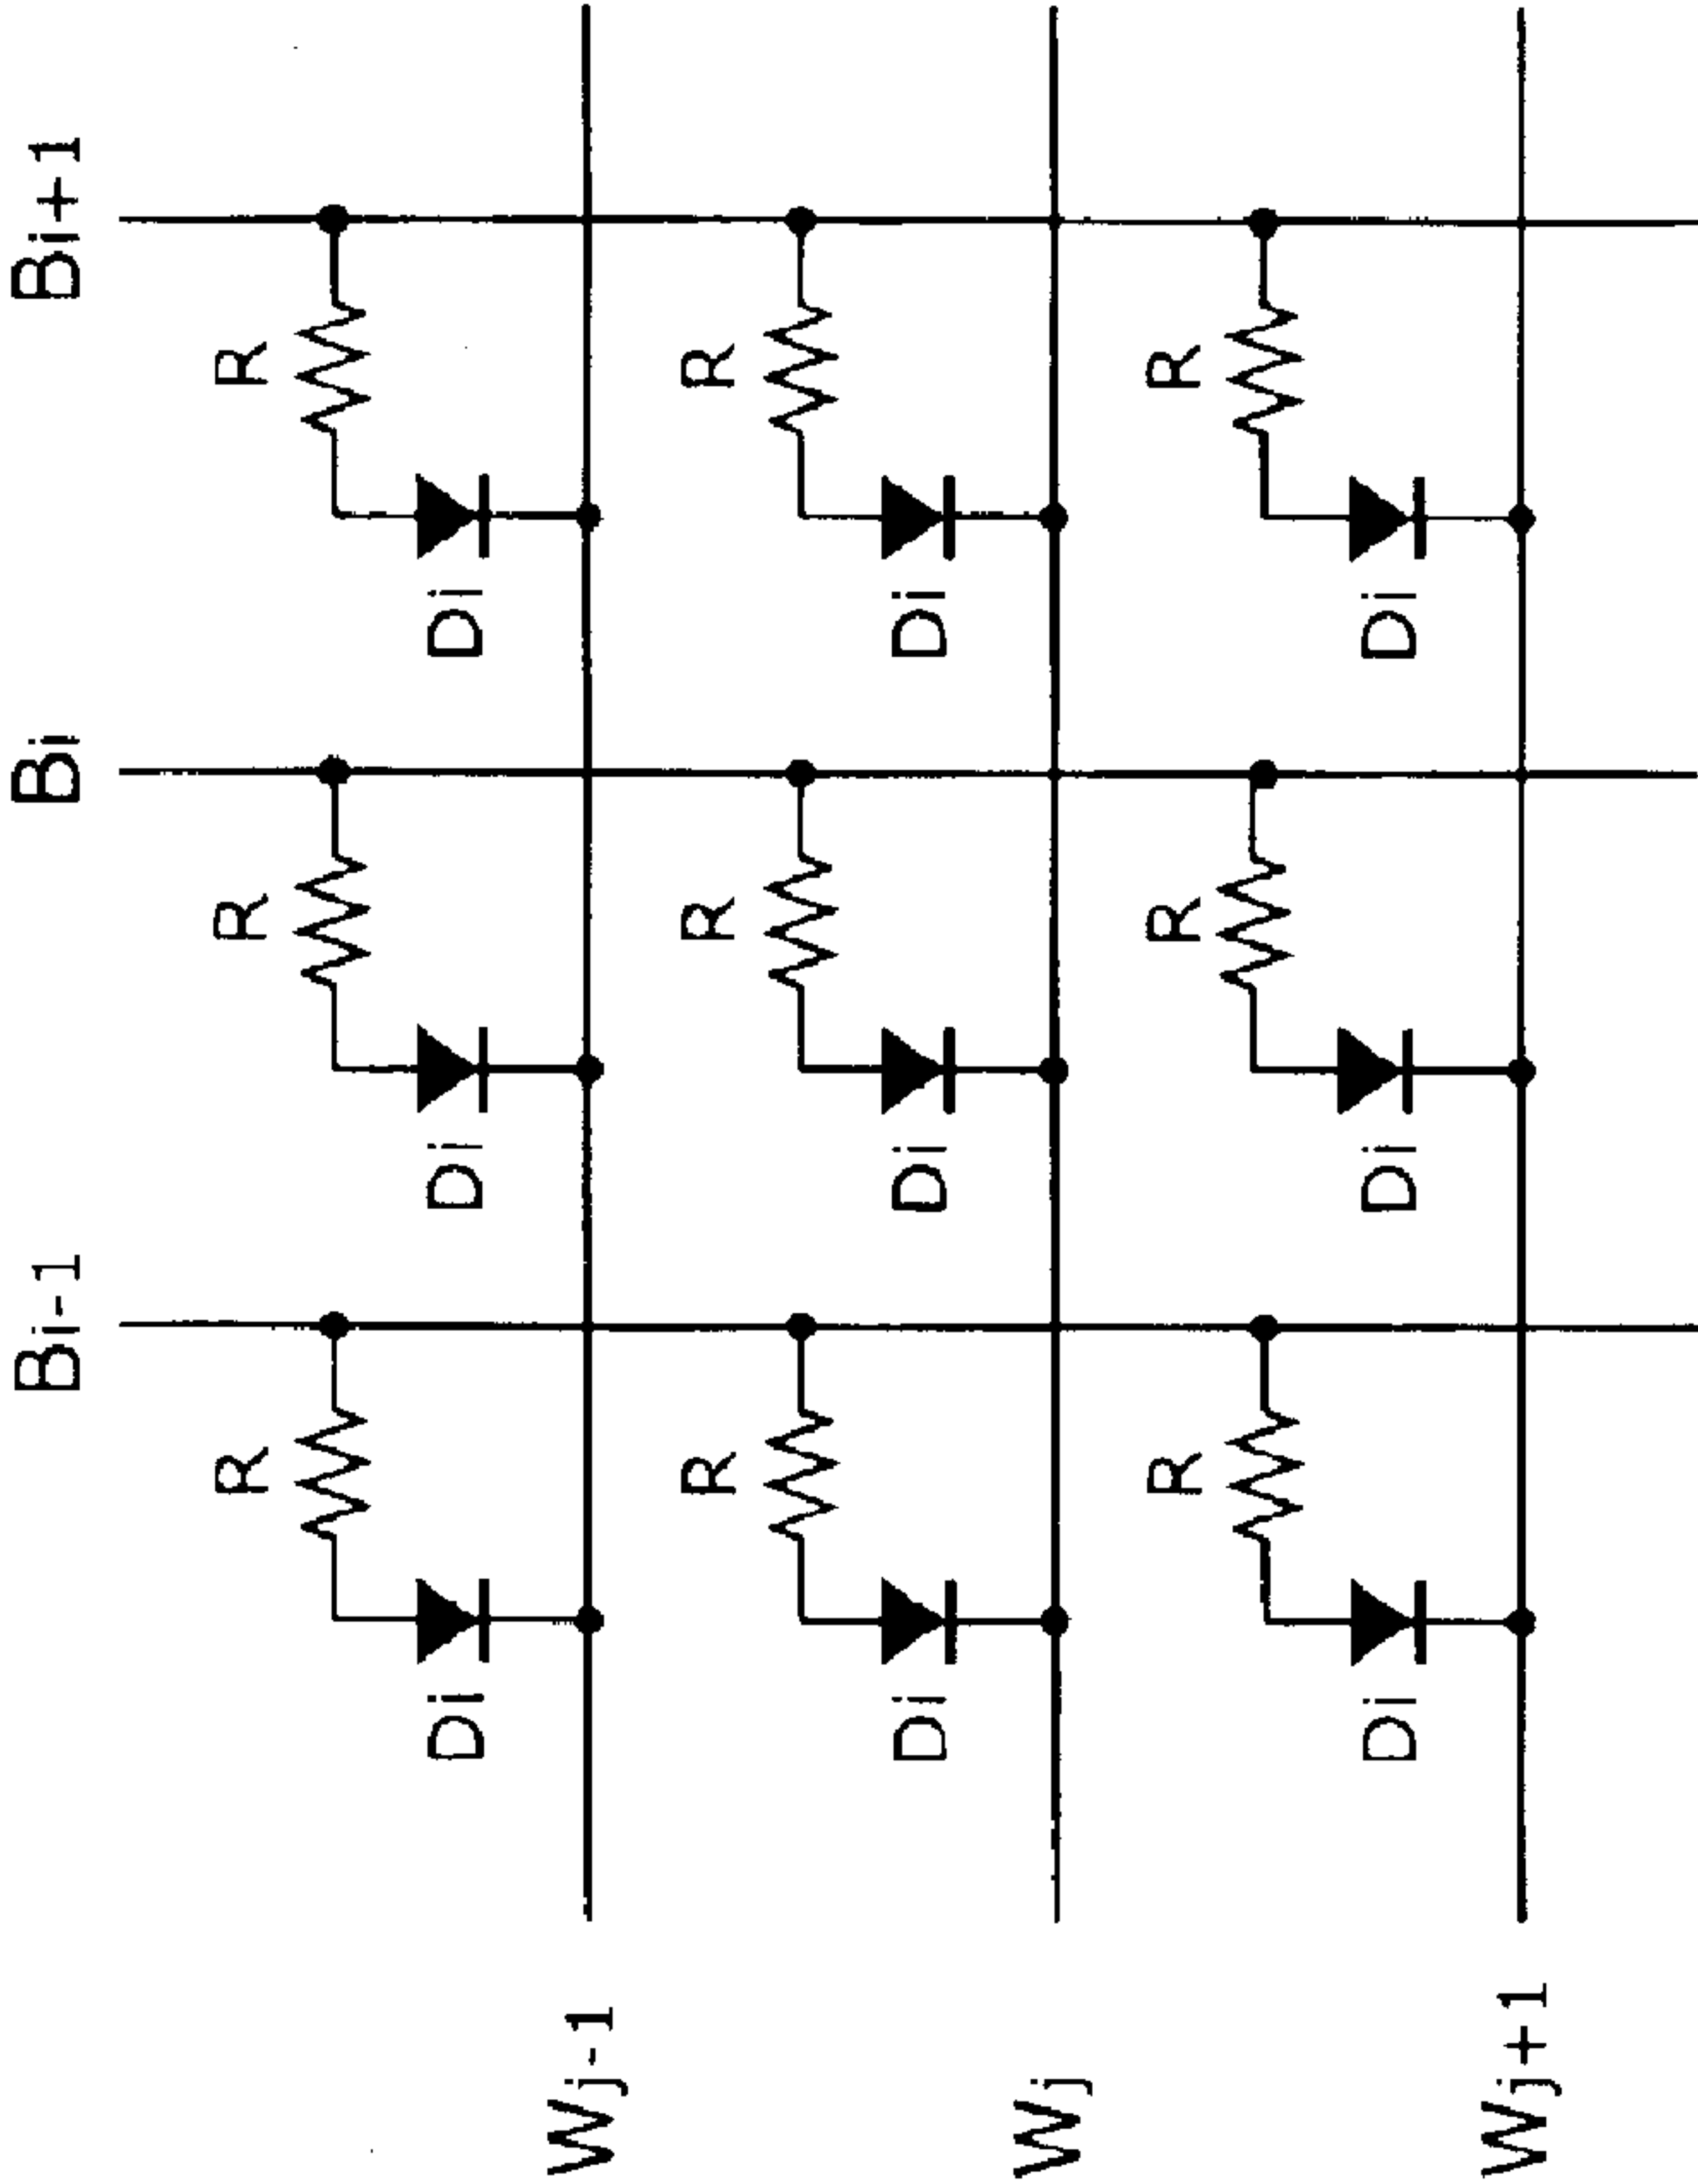 Bi-1 Bi Bi+1
R R R
Di Di Di
Wj-1
R R R
Di Di Di
Wj
R R R
Di Di Di
Wj+1